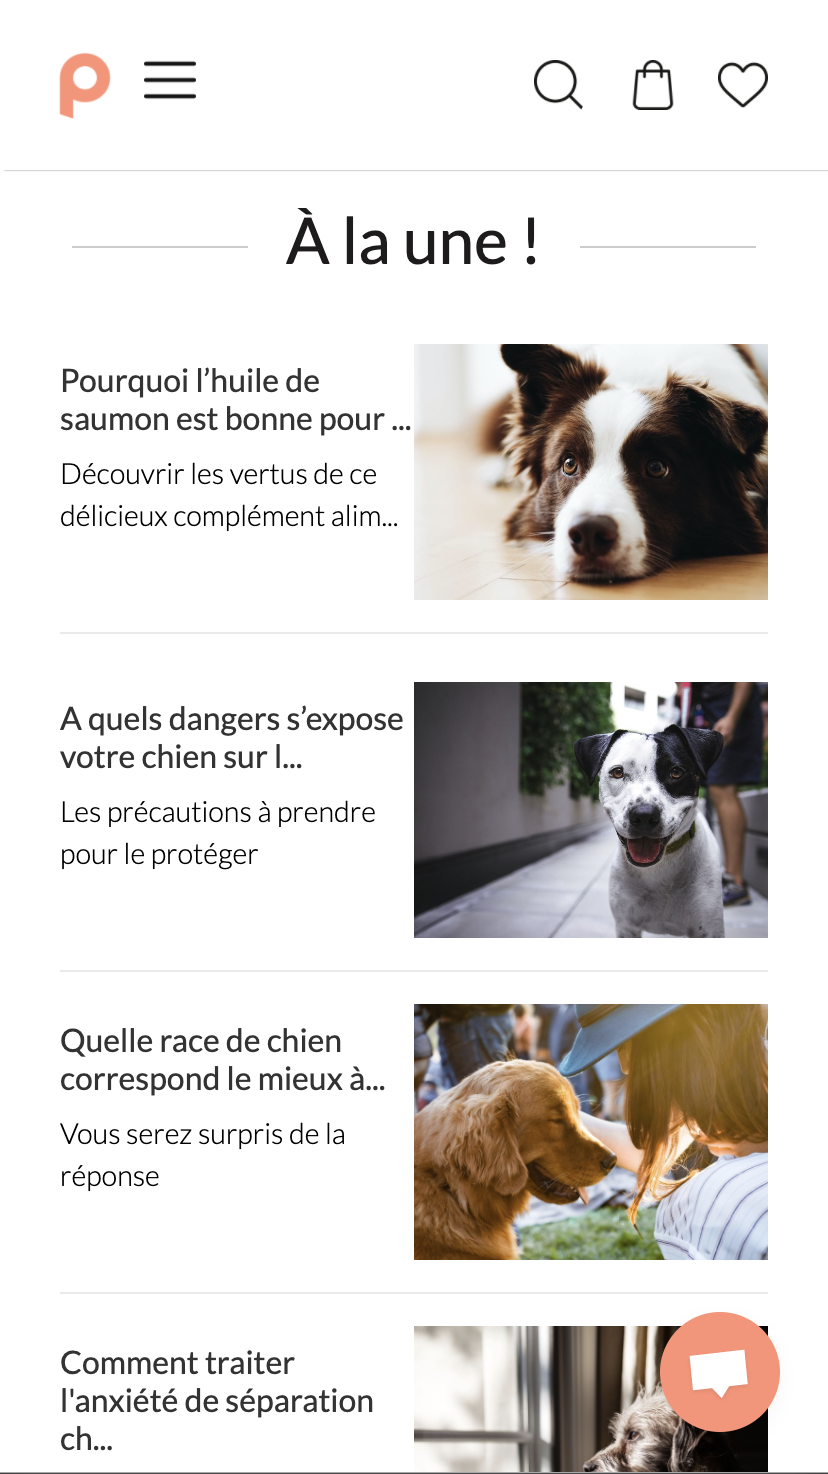 À la une !
Pourquoi l’huile de
saumon est bonne pour ...
Découvrir les vertus de ce
délicieux complément alim...
A quels dangers s’expose
votre chien sur l...
Les précautions à prendre
pour le protéger
Quelle race de chien
correspond le mieux à...
Vous serez surpris de la
réponse
Comment traiter
l'anxiété de séparation
ch...